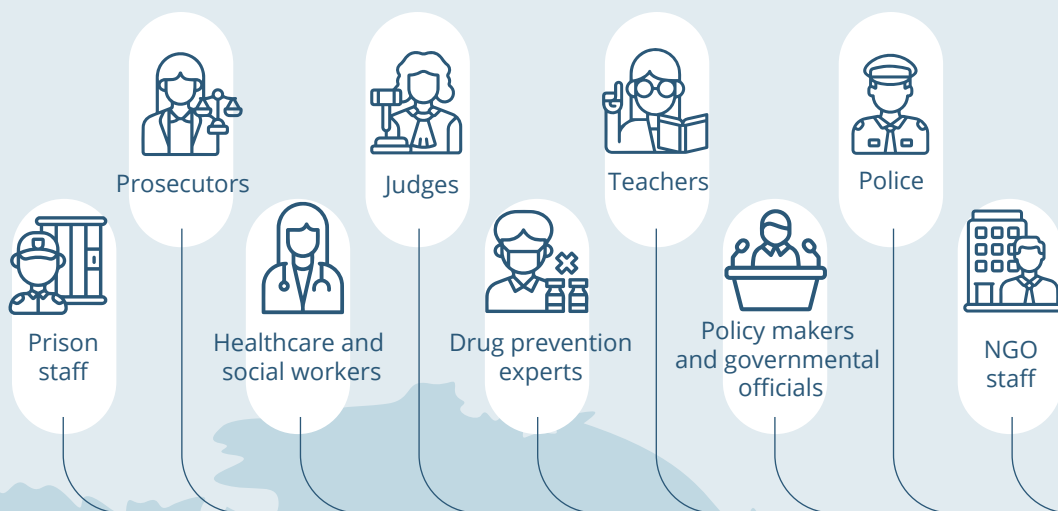 Prosecutors
Judges
Teachers
Police
Prison
staff
Healthcare and
social workers
Drug prevention
experts
Policy makers
and governmental
officials
NGO
staff